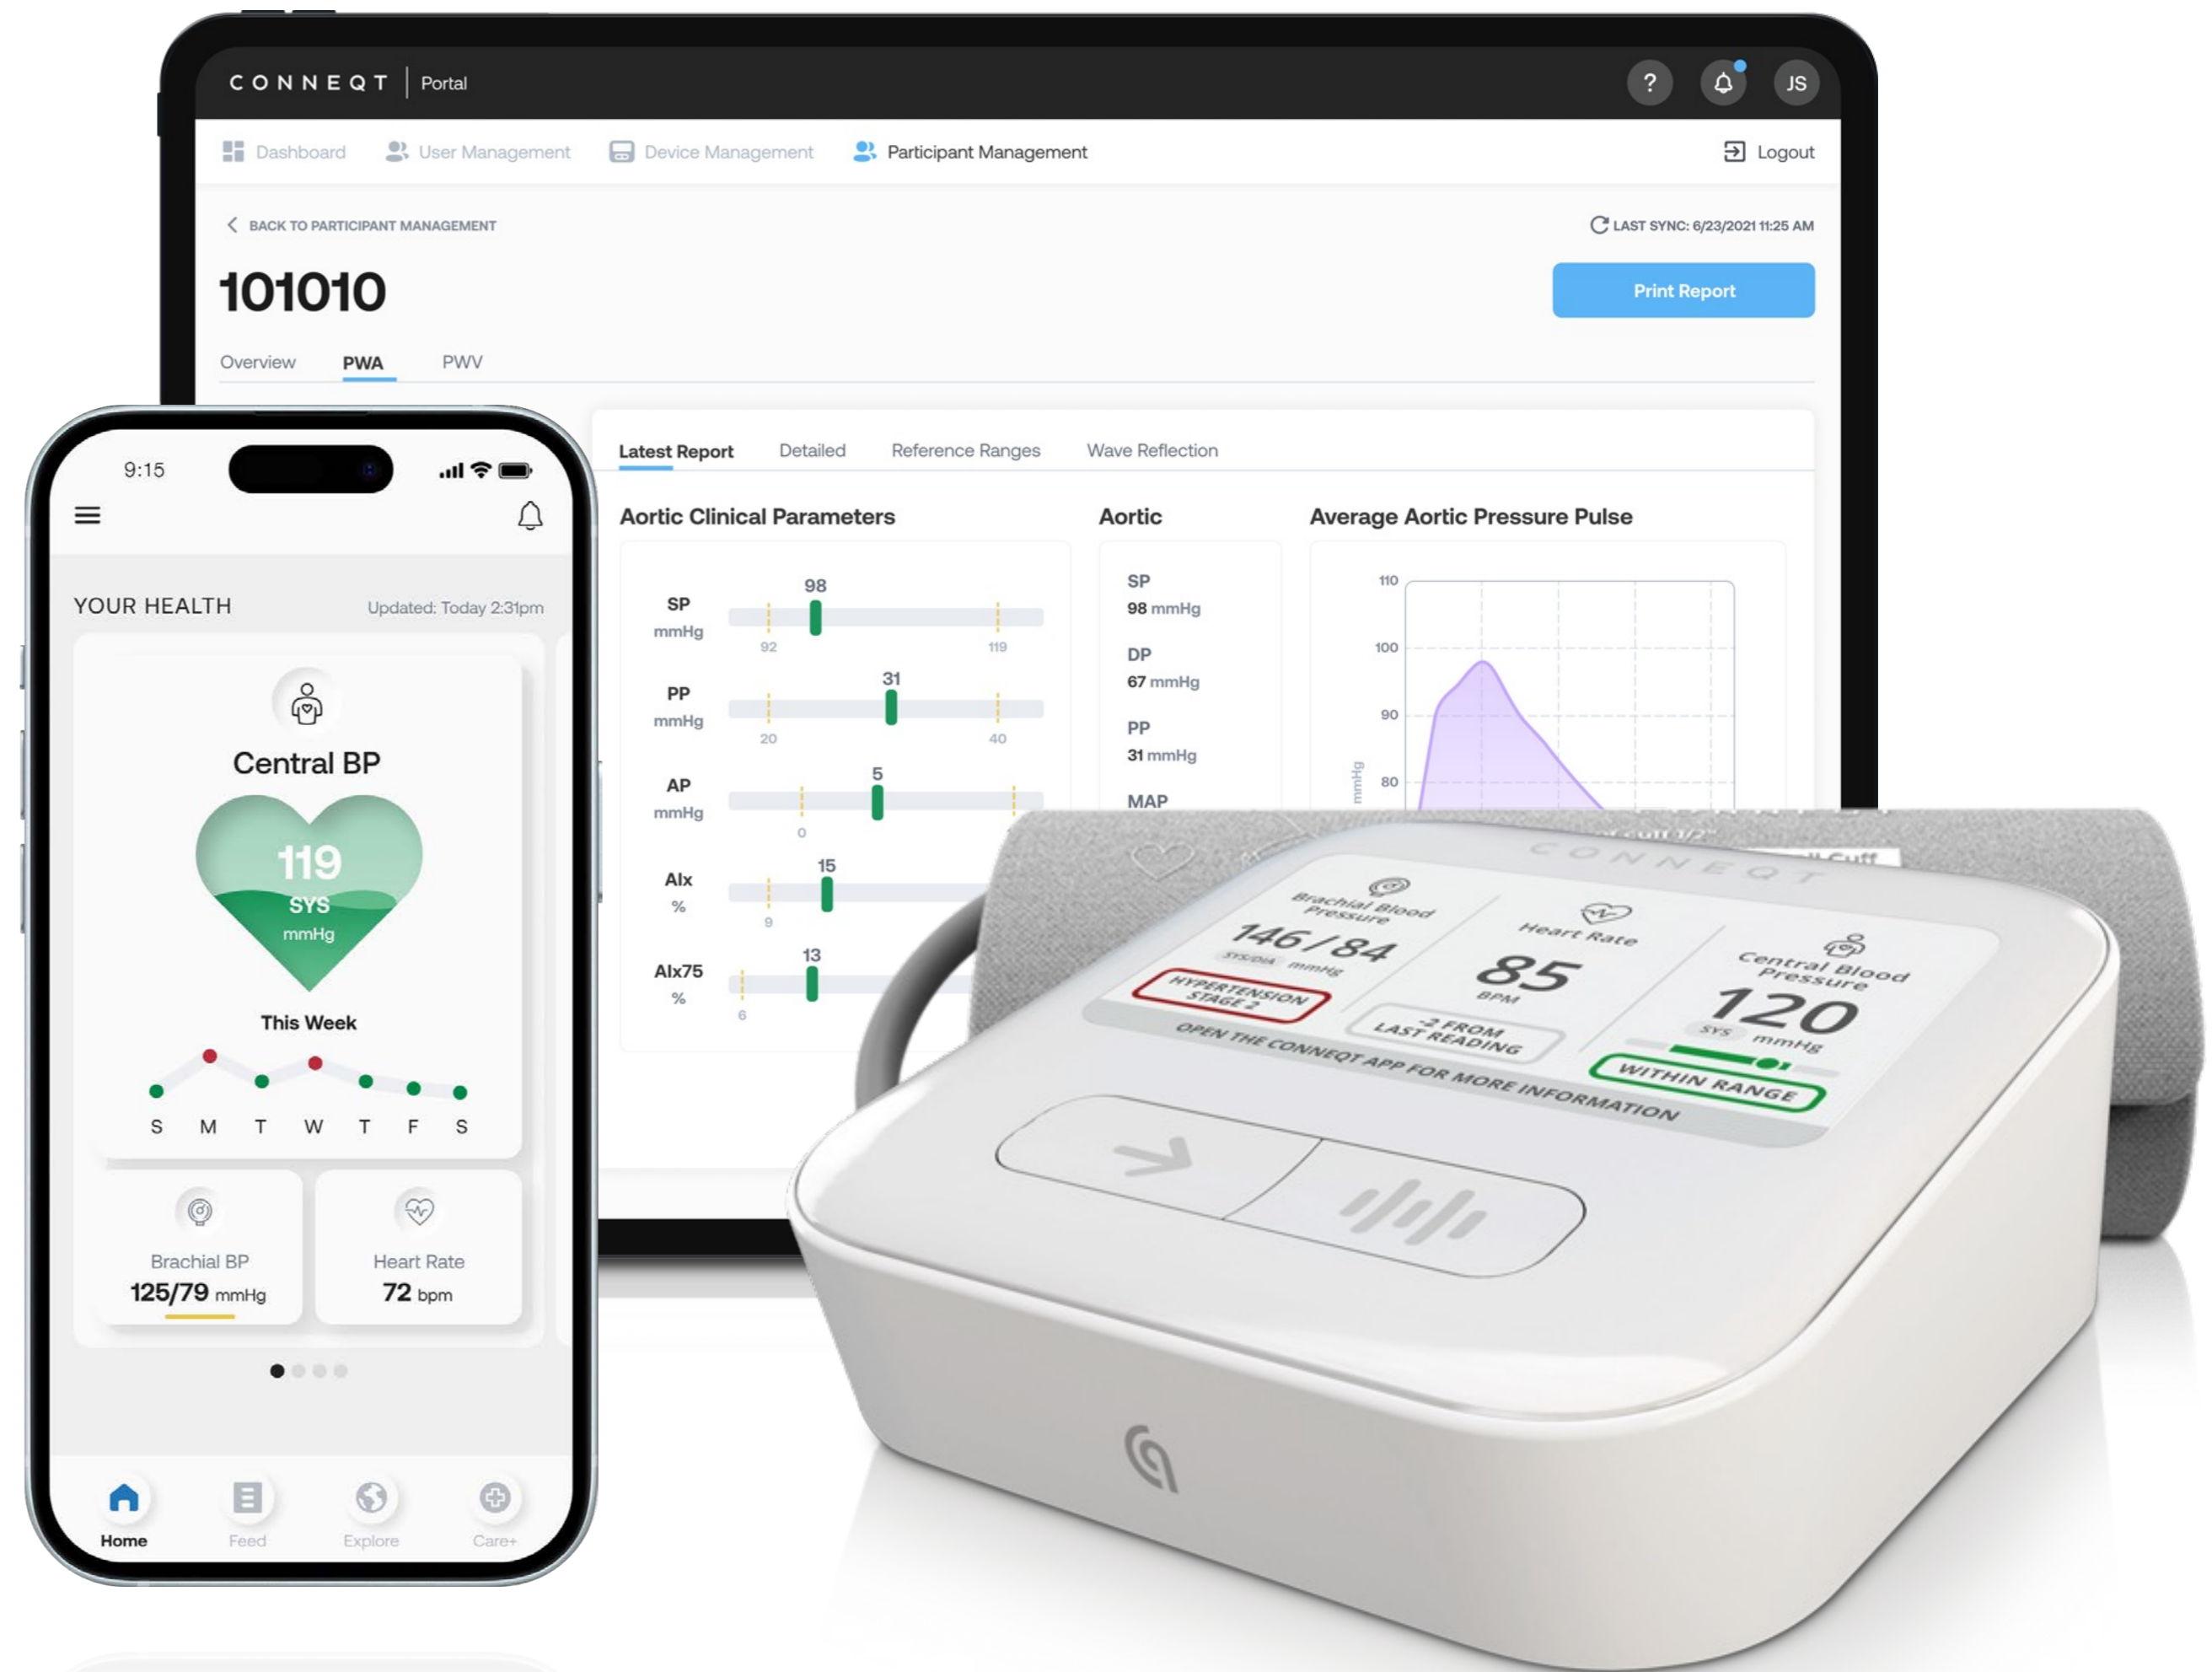 CONNEQT | Portal
?
JS
Dashboard
User Management
Device Management
Participant Management
Logout
BACK TO PARTICIPANT MANAGEMENT
LAST SYNC: 6/23/2021 11:25 AM
101010
Print Report
Overview
PWA
PWV
Latest Report
Detailed
Reference Ranges
Wave Reflection
Aortic Clinical Parameters
SP
mmHg
98
92
119
PP
mmHg
31
20
40
AP
mmHg
5
0
AIx
%
15
9
AIx75
%
13
6
Aortic
SP
98 mmHg
DP
67 mmHg
PP
31 mmHg
MAP
Average Aortic Pressure Pulse
110
100
90
80
mmHg
9:15
YOUR HEALTH
Updated: Today 2:31pm
Central BP
119
SYS
mmHg
This Week
S M T W T F S
Brachial BP
125/79 mmHg
Heart Rate
72 bpm
Home
Feed
Explore
Care+
of cuff 1/2"
Cuff
CONNEQT
Brachial Blood
Pressure
146/84
SYS/DIA mmHg
HYPERTENSION
STAGE 2
Heart Rate
85
BPM
-2 FROM
LAST READING
Central Blood
Pressure
120
SYS mmHg
WITHIN RANGE
OPEN THE CONNEQT APP FOR MORE INFORMATION